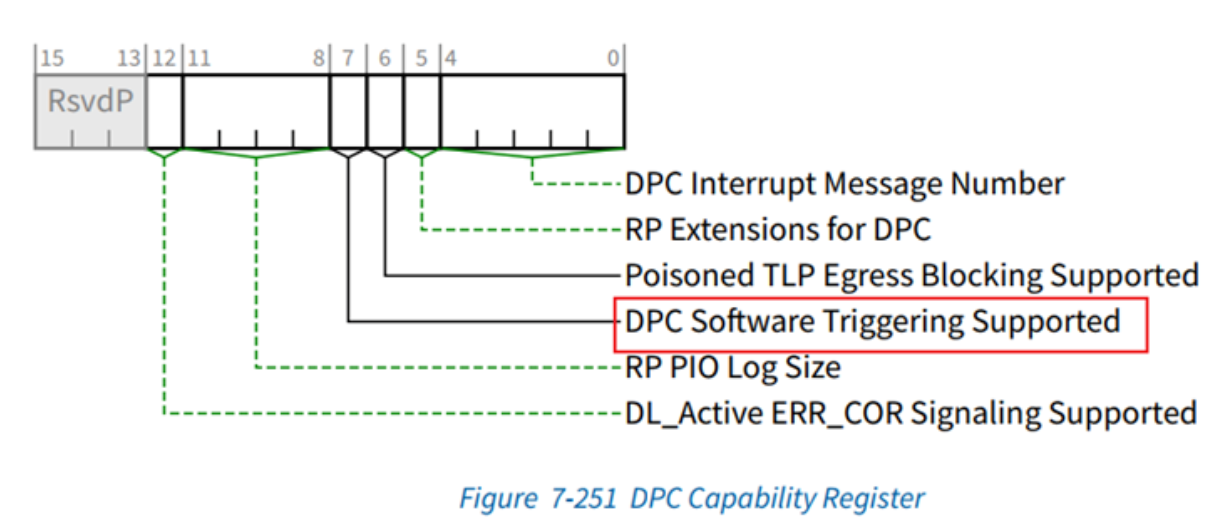 15 13 12 11 8 7 6 5 4 0
RsvdP
DPC Interrupt Message Number
RP Extensions for DPC
Poisoned TLP Egress Blocking Supported
DPC Software Triggering Supported
RP PIO Log Size
DL_Active ERR_COR Signaling Supported
Figure 7-251 DPC Capability Register